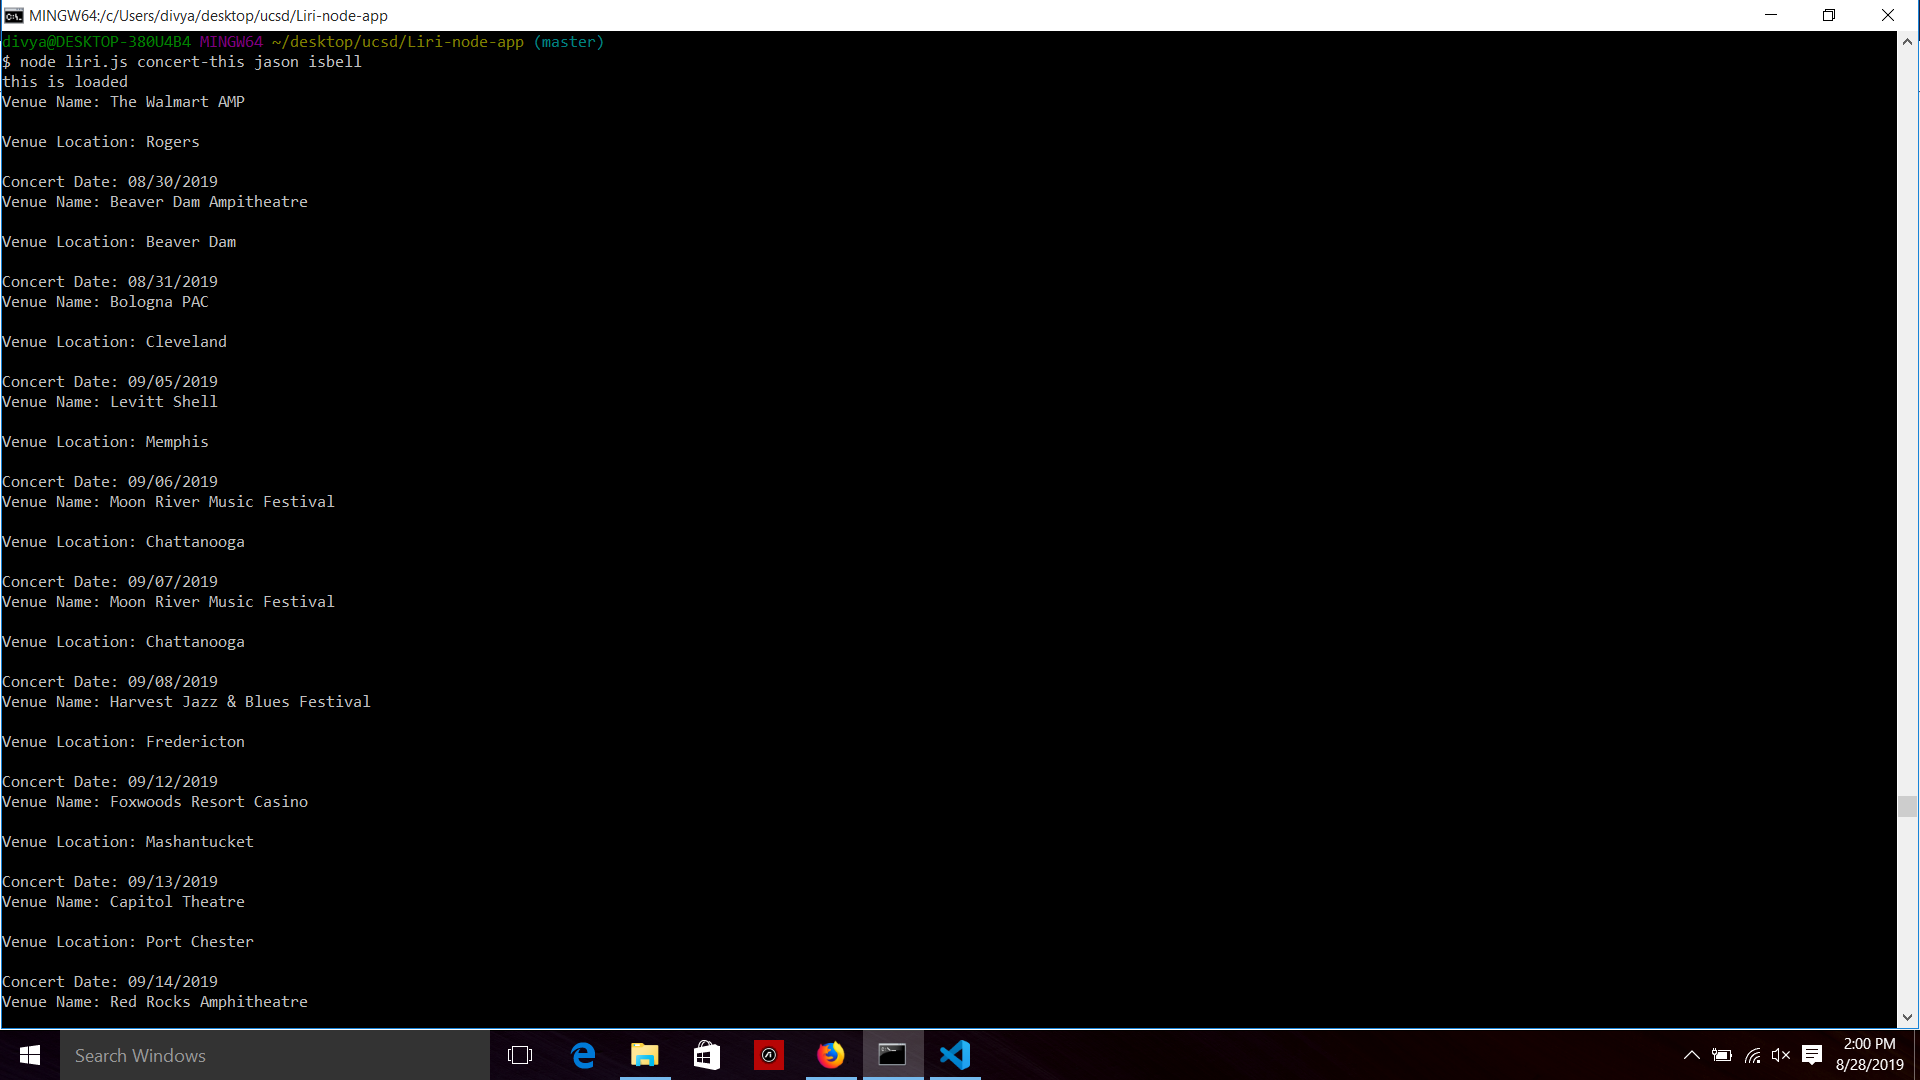 MINGW64:/c/Users/divya/desktop/ucsd/Liri-node-app
divya@DESKTOP-380U4B4 MINGW64 ~/desktop/ucsd/Liri-node-app (master)
$ node liri.js concert-this jason isbell
this is loaded
Venue Name: The Walmart AMP
Venue Location: Rogers
Concert Date: 08/30/2019
Venue Name: Beaver Dam Ampitheatre
Venue Location: Beaver Dam
Concert Date: 08/31/2019
Venue Name: Bologna PAC
Venue Location: Cleveland
Concert Date: 09/05/2019
Venue Name: Levitt Shell
Venue Location: Memphis
Concert Date: 09/06/2019
Venue Name: Moon River Music Festival
Venue Location: Chattanooga
Concert Date: 09/07/2019
Venue Name: Moon River Music Festival
Venue Location: Chattanooga
Concert Date: 09/08/2019
Venue Name: Harvest Jazz & Blues Festival
Venue Location: Fredericton
Concert Date: 09/12/2019
Venue Name: Foxwoods Resort Casino
Venue Location: Mashantucket
Concert Date: 09/13/2019
Venue Name: Capitol Theatre
Venue Location: Port Chester
Concert Date: 09/14/2019
Venue Name: Red Rocks Amphitheatre
Search Windows
2:00 PM
8/28/2019